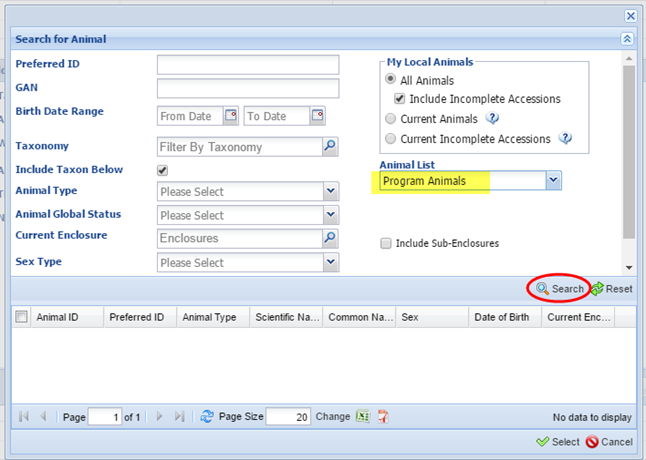 Search for Animal
Preferred ID
GAN
Birth Date Range From Date To Date
Taxonomy Filter By Taxonomy
Include Taxon Below
Animal Type Please Select
Animal Global Status Please Select
Current Enclosure Enclosures
Sex Type Please Select
My Local Animals
All Animals
Include Incomplete Accessions
Current Animals ?
Current Incomplete Accessions ?
Animal List
Program Animals
Include Sub-Enclosures
Search Reset
Animal ID Preferred ID Animal Type Scientific Na... Common Na... Sex Date of Birth Current Enc...
Page 1 of 1 Page Size 20 Change No data to display
Select Cancel